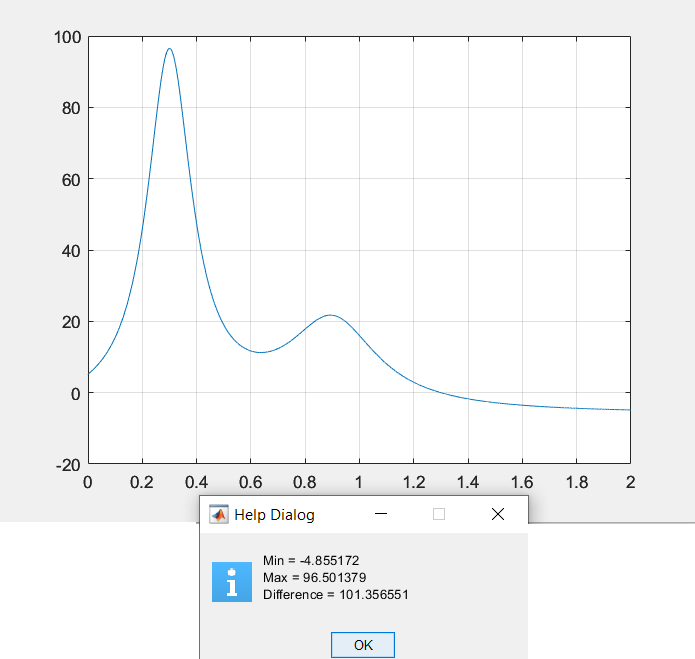 100
80
60
40
20
0
-20
0 0.2 0.4 0.6 0.8 1 1.2 1.4 1.6 1.8 2
Help Dialog
Min = -4.855172
Max = 96.501379
Difference = 101.356551
OK